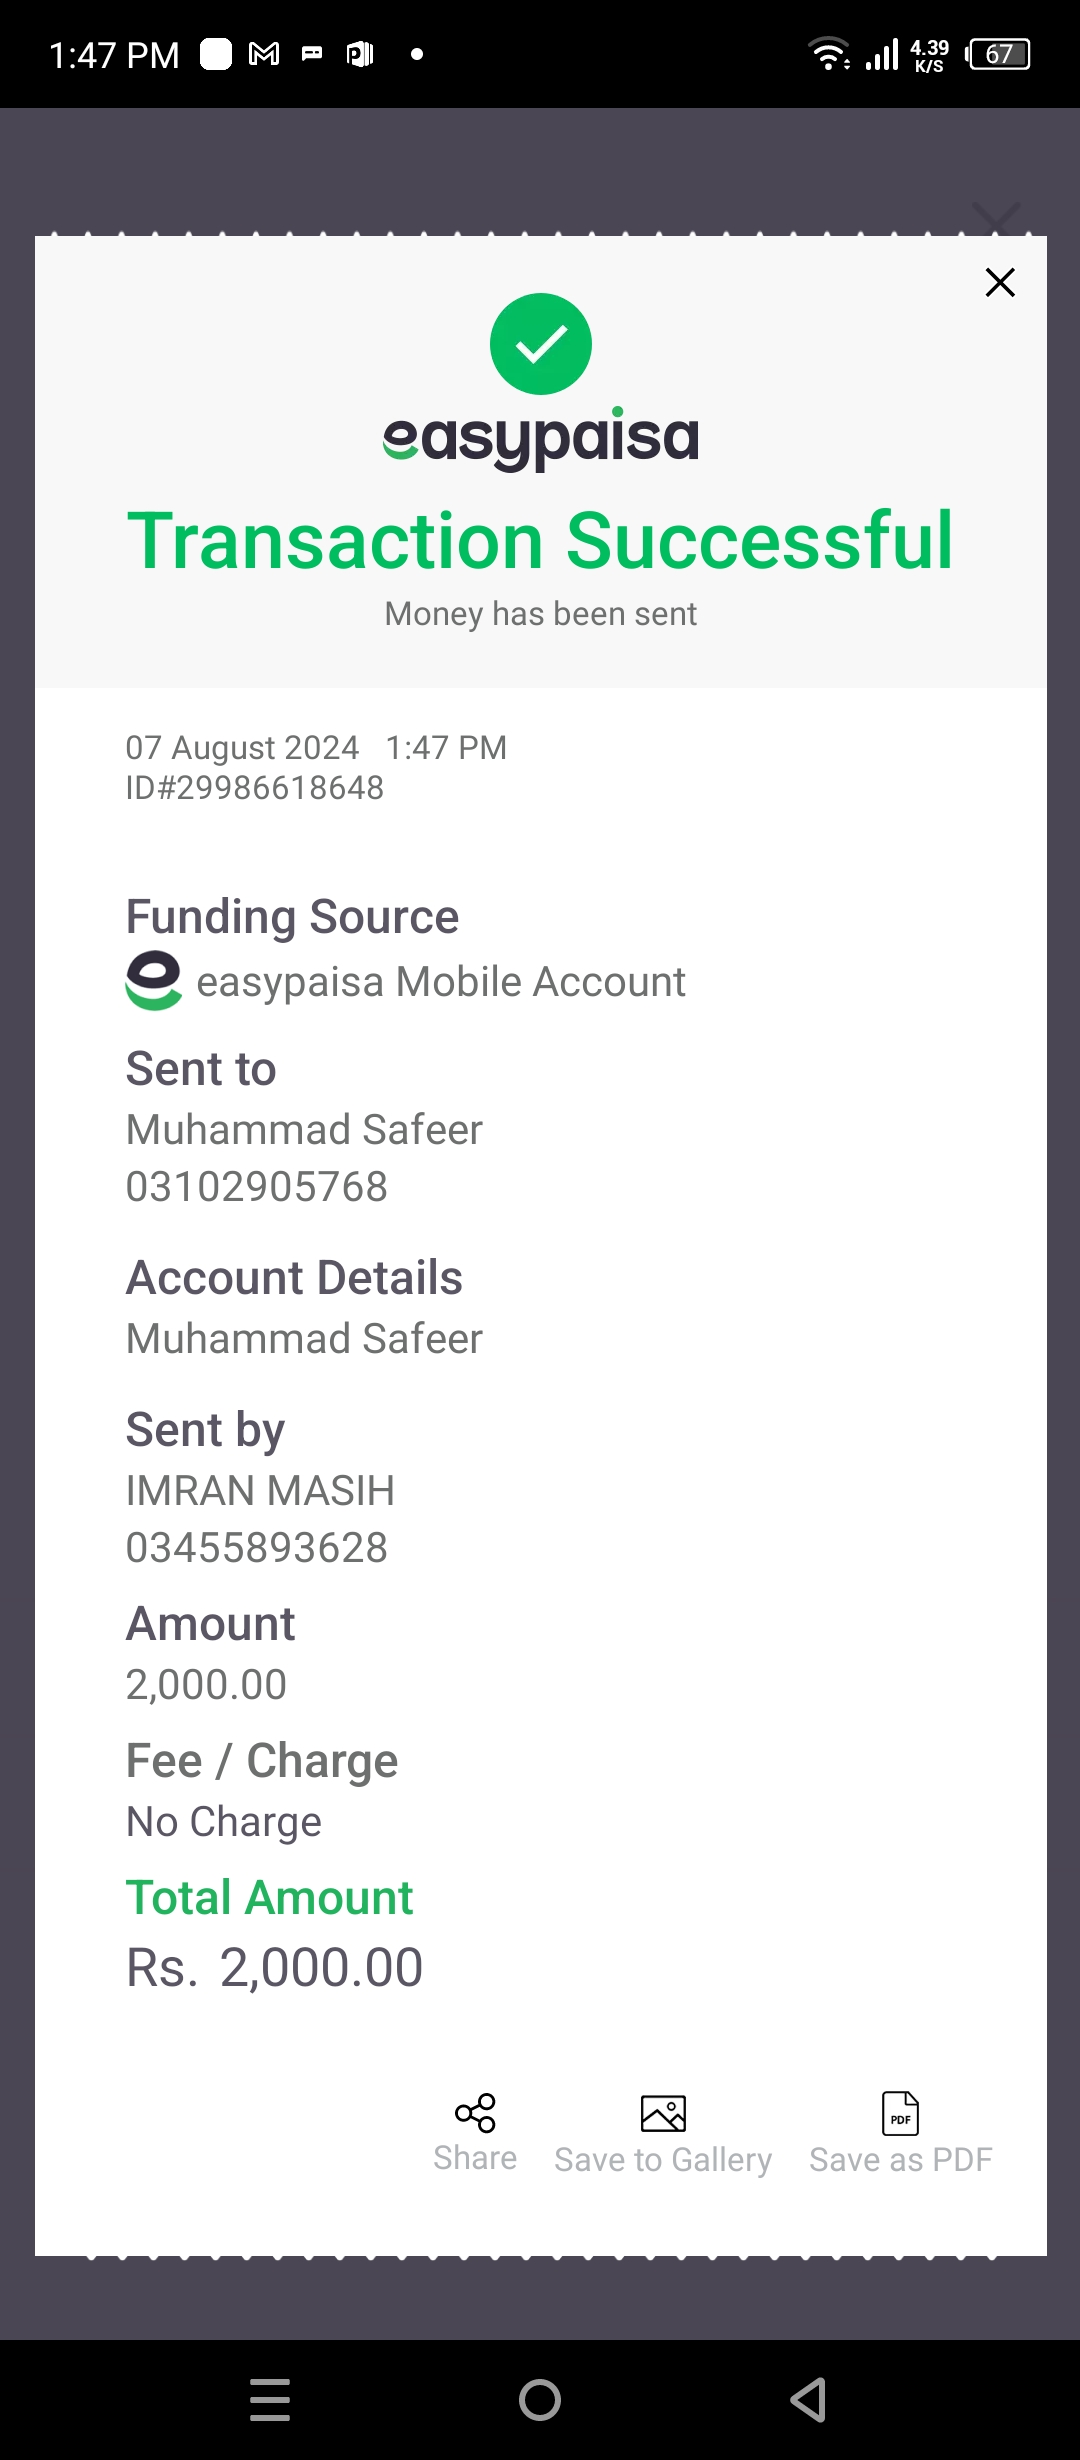 1:47 PM
4.39
K/S
67
easypaisa
Transaction Successful
Money has been sent
07 August 2024 1:47 PM
ID#29986618648
Funding Source
easypaisa Mobile Account
Sent to
Muhammad Safeer
03102905768
Account Details
Muhammad Safeer
Sent by
IMRAN MASIH
03455893628
Amount
2,000.00
Fee / Charge
No Charge
Total Amount
Rs. 2,000.00
PDF
Share Save to Gallery Save as PDF